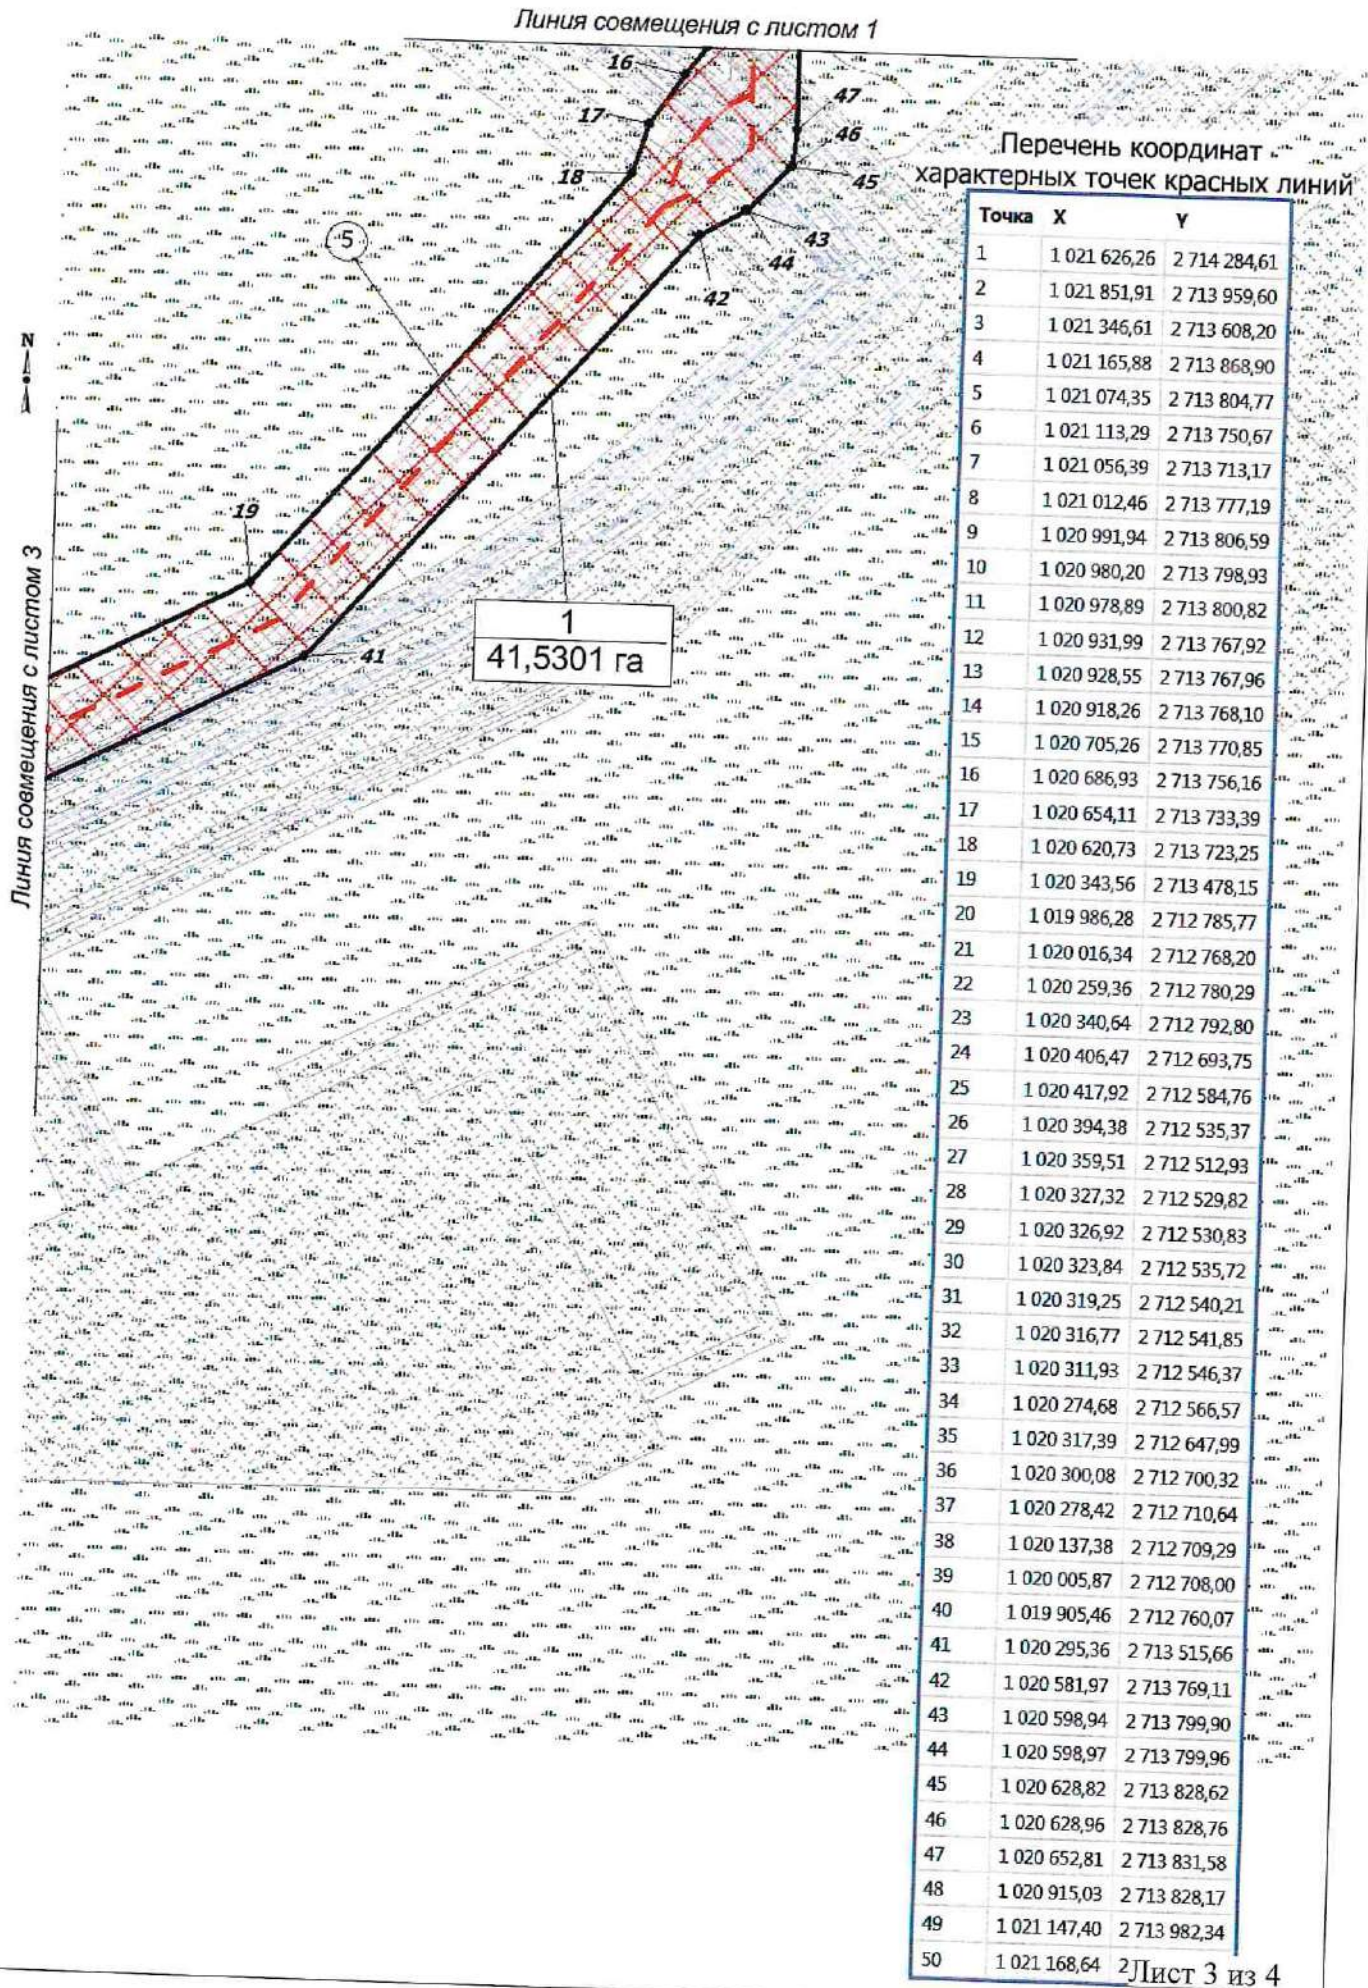 Линия совмещения с листом 1
16
47
17
46
18
45
5
43
44
42
N
19
41
Линия совмещения с листом 3
1
41,5301 га
Перечень координат
характерных точек красных линий
Точка X Y
1 1 021 626,26 2 714 284,61
2 1 021 851,91 2 713 959,60
3 1 021 346,61 2 713 608,20
4 1 021 165,88 2 713 868,90
5 1 021 074,35 2 713 804,77
6 1 021 113,29 2 713 750,67
7 1 021 056,39 2 713 713,17
8 1 021 012,46 2 713 777,19
9 1 020 991,94 2 713 806,59
10 1 020 980,20 2 713 798,93
11 1 020 978,89 2 713 800,82
12 1 020 931,99 2 713 767,92
13 1 020 928,55 2 713 767,96
14 1 020 918,26 2 713 768,10
15 1 020 705,26 2 713 770,85
16 1 020 686,93 2 713 756,16
17 1 020 654,11 2 713 733,39
18 1 020 620,73 2 713 723,25
19 1 020 343,56 2 713 478,15
20 1 019 986,28 2 712 785,77
21 1 020 016,34 2 712 768,20
22 1 020 259,36 2 712 780,29
23 1 020 340,64 2 712 792,80
24 1 020 406,47 2 712 693,75
25 1 020 417,92 2 712 584,76
26 1 020 394,38 2 712 535,37
27 1 020 359,51 2 712 512,93
28 1 020 327,32 2 712 529,82
29 1 020 326,92 2 712 530,83
30 1 020 323,84 2 712 535,72
31 1 020 319,25 2 712 540,21
32 1 020 316,77 2 712 541,85
33 1 020 311,93 2 712 546,37
34 1 020 274,68 2 712 566,57
35 1 020 317,39 2 712 647,99
36 1 020 300,08 2 712 700,32
37 1 020 278,42 2 712 710,64
38 1 020 137,38 2 712 709,29
39 1 020 005,87 2 712 708,00
40 1 019 905,46 2 712 760,07
41 1 020 295,36 2 713 515,66
42 1 020 581,97 2 713 769,11
43 1 020 598,94 2 713 799,90
44 1 020 598,97 2 713 799,96
45 1 020 628,82 2 713 828,62
46 1 020 628,96 2 713 828,76
47 1 020 652,81 2 713 831,58
48 1 020 915,03 2 713 828,17
49 1 021 147,40 2 713 982,34
50 1 021 168,64 2
Лист 3 из 4